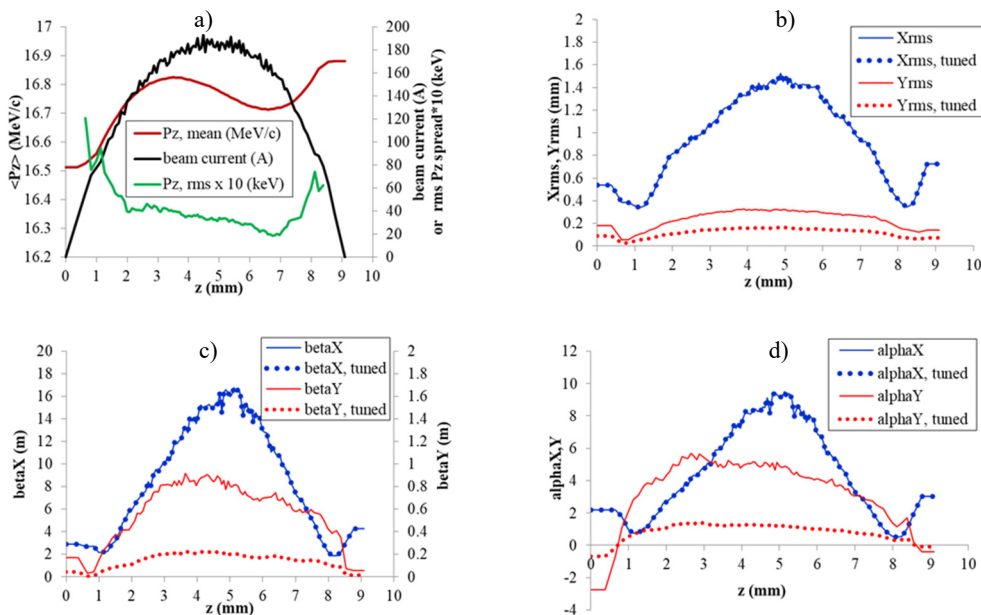 a)
17
16.9
16.8
16.7
16.6
16.5
16.4
16.3
16.2
<Pz> (MeV/c)
200
180
160
140
120
100
80
60
40
20
0
beam current (A)
or rms Pz spread*10 (keV)
Pz, mean (MeV/c)
beam current (A)
Pz, rms x 10 (keV)
0 1 2 3 4 5 6 7 8 9 10
z (mm)
b)
2
1.8
1.6
1.4
1.2
1
0.8
0.6
0.4
0.2
0
Xrms, Yrms (mm)
Xrms
Xrms, tuned
Yrms
Yrms, tuned
0 1 2 3 4 5 6 7 8 9 10
z (mm)
c)
20
18
16
14
12
10
8
6
4
2
0
betaX (m)
betaX
betaX, tuned
betaY
betaY, tuned
2
1.8
1.6
1.4
1.2
1
0.8
0.6
0.4
0.2
0
betaY (m)
0 1 2 3 4 5 6 7 8 9 10
z (mm)
d)
12
10
8
6
4
2
0
-2
-4
alphaX,Y
alphaX
alphaX, tuned
alphaY
alphaY, tuned
0 1 2 3 4 5 6 7 8 9 10
z (mm)